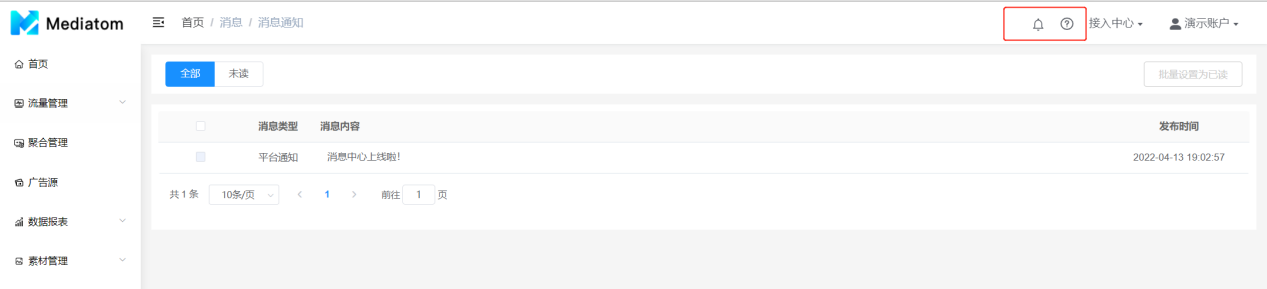 Mediatom
首页 / 消息 / 消息通知
接入中心
演示账户
首页
流量管理
聚合管理
广告源
数据报表
素材管理
全部
未读
批量设置为已读
消息类型 消息内容 发布时间
平台通知 消息中心上线啦! 2022-04-13 19:02:57
共 1 条 10条/页 < 1 > 前往 1 页